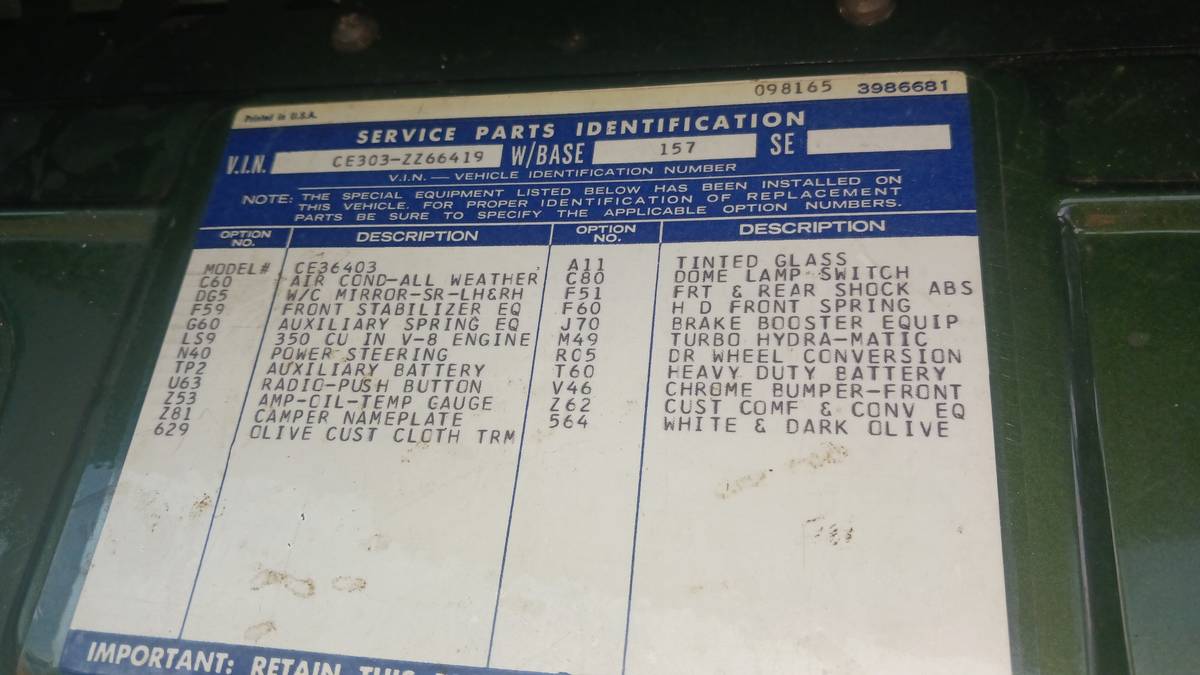 098165 3986681
Printed in U.S.A.
SERVICE PARTS IDENTIFICATION
V.I.N. CE303-ZZ66419 W/BASE 157 SE
V.I.N. — VEHICLE IDENTIFICATION NUMBER
NOTE: THE SPECIAL EQUIPMENT LISTED BELOW HAS BEEN INSTALLED ON
THIS VEHICLE. FOR PROPER IDENTIFICATION OF REPLACEMENT
PARTS BE SURE TO SPECIFY THE APPLICABLE OPTION NUMBERS.
OPTION NO. DESCRIPTION OPTION NO. DESCRIPTION
MODEL# CE36403 A11 TINTED GLASS
C60 AIR COND-ALL WEATHER C80 DOME LAMP SWITCH
DG5 W/C MIRROR-SR-LH&RH F51 FRT & REAR SHOCK ABS
F59 FRONT STABILIZER EQ F60 H D FRONT SPRING
G60 AUXILIARY SPRING EQ J70 BRAKE BOOSTER EQUIP
LS9 350 CU IN V-8 ENGINE M49 TURBO HYDRA-MATIC
N40 POWER STEERING R05 DR WHEEL CONVERSION
TP2 AUXILIARY BATTERY T60 HEAVY DUTY BATTERY
U63 RADIO-PUSH BUTTON V46 CHROME BUMPER-FRONT
Z53 AMP-OIL-TEMP GAUGE Z62 CUST COMF & CONV EQ
Z81 CAMPER NAMEPLATE 564 WHITE & DARK OLIVE
629 OLIVE CUST CLOTH TRM
IMPORTANT: RETAIN THIS